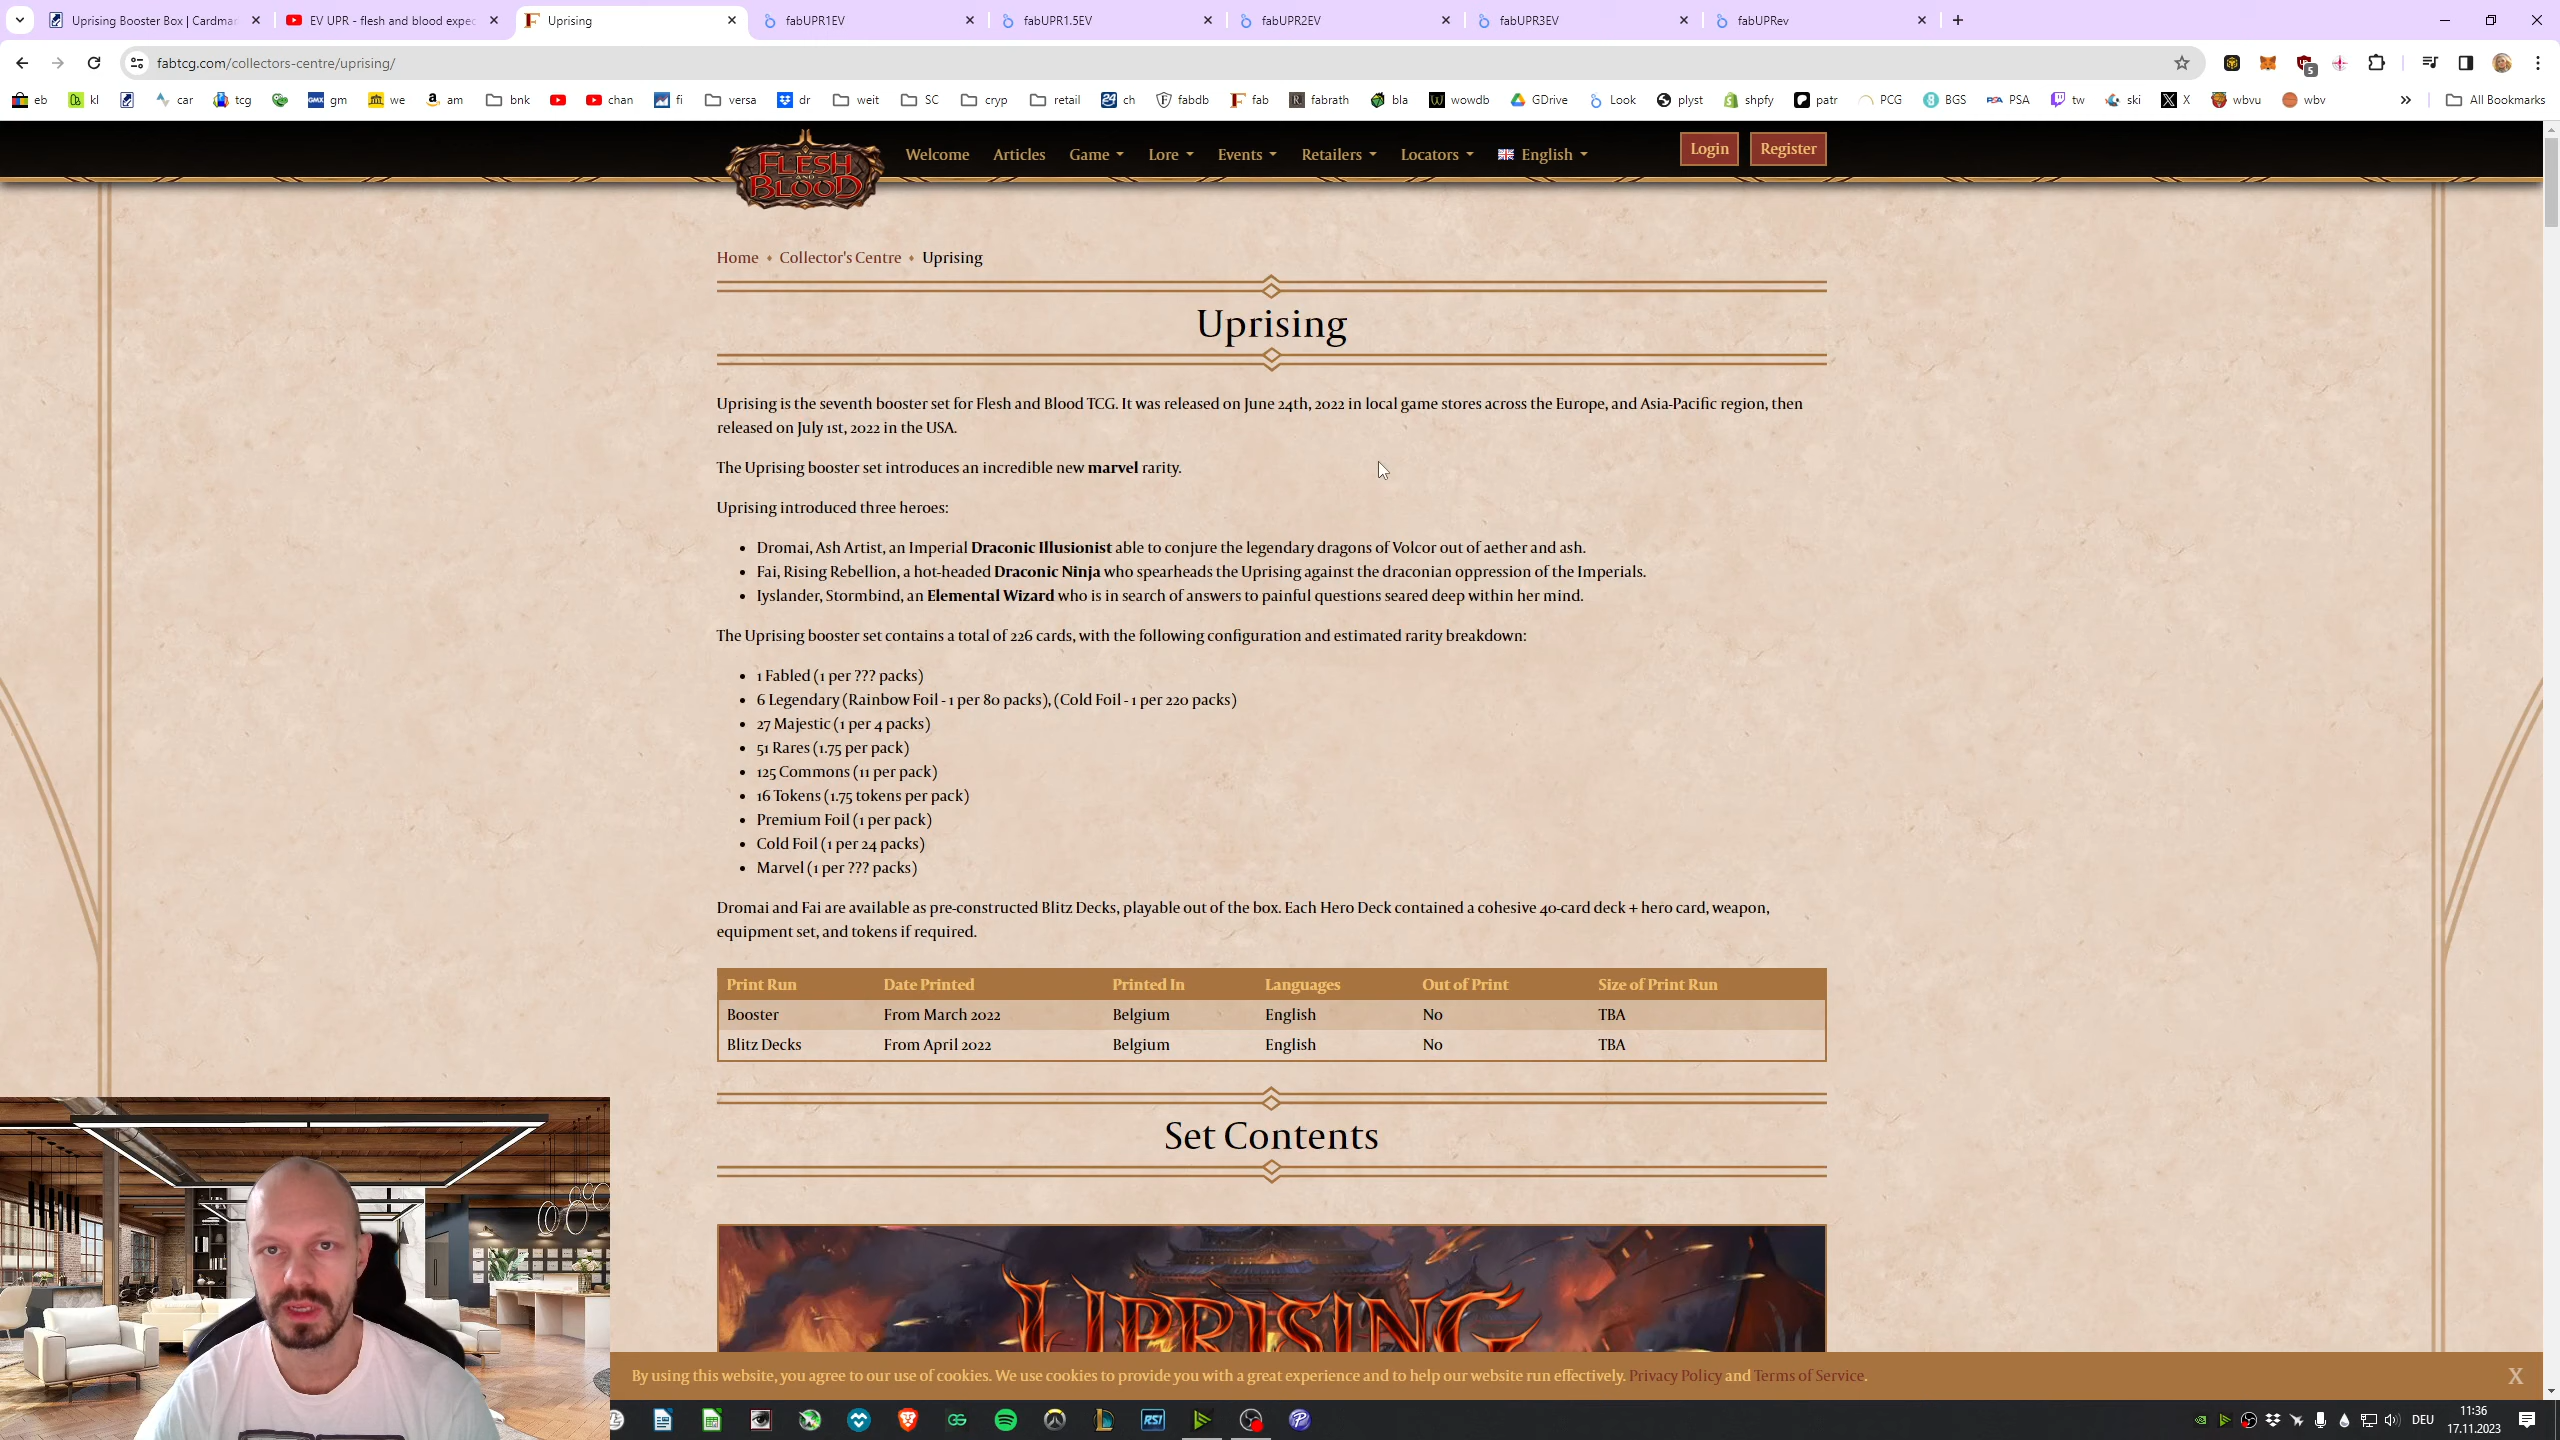 Uprising Booster Box | Cardma
EV UPR - flesh and blood expec
Uprising
fabUPR1EV
fabUPR1.5EV
fabUPR2EV
fabUPR3EV
fabUPRev
fabtcg.com/collectors-centre/uprising/
eb kl car tcg gm we am bnk chan fi versa dr weit SC cryp retail ch fabdb fab fabrath bla wowdb GDrive Look plyst shpfy patr PCG BGS PSA tw ski X wbvu wbv All Bookmarks
FLESH AND BLOOD
Welcome Articles Game Lore Events Retailers Locators English Login Register
Home Collector's Centre Uprising
Uprising
Uprising is the seventh booster set for Flesh and Blood TCG. It was released on June 24th, 2022 in local game stores across the Europe, and Asia-Pacific region, then
released on July 1st, 2022 in the USA.
The Uprising booster set introduces an incredible new marvel rarity.
Uprising introduced three heroes:
• Dromai, Ash Artist, an Imperial Draconic Illusionist able to conjure the legendary dragons of Volcor out of aether and ash.
• Fai, Rising Rebellion, a hot-headed Draconic Ninja who spearheads the Uprising against the draconian oppression of the Imperials.
• Iyslander, Stormbind, an Elemental Wizard who is in search of answers to painful questions seared deep within her mind.
The Uprising booster set contains a total of 226 cards, with the following configuration and estimated rarity breakdown:
• 1 Fabled (1 per ??? packs)
• 6 Legendary (Rainbow Foil - 1 per 80 packs), (Cold Foil - 1 per 220 packs)
• 27 Majestic (1 per 4 packs)
• 51 Rares (1.75 per pack)
• 125 Commons (11 per pack)
• 16 Tokens (1.75 tokens per pack)
• Premium Foil (1 per pack)
• Cold Foil (1 per 24 packs)
• Marvel (1 per ??? packs)
Dromai and Fai are available as pre-constructed Blitz Decks, playable out of the box. Each Hero Deck contained a cohesive 40-card deck + hero card, weapon,
equipment set, and tokens if required.
Print Run Date Printed Printed In Languages Out of Print Size of Print Run
Booster From March 2022 Belgium English No TBA
Blitz Decks From April 2022 Belgium English No TBA
Set Contents
UPRISING
By using this website, you agree to our use of cookies. We use cookies to provide you with a great experience and to help our website run effectively. Privacy Policy and Terms of Service. X
RSI
DEU
11:36
17.11.2023